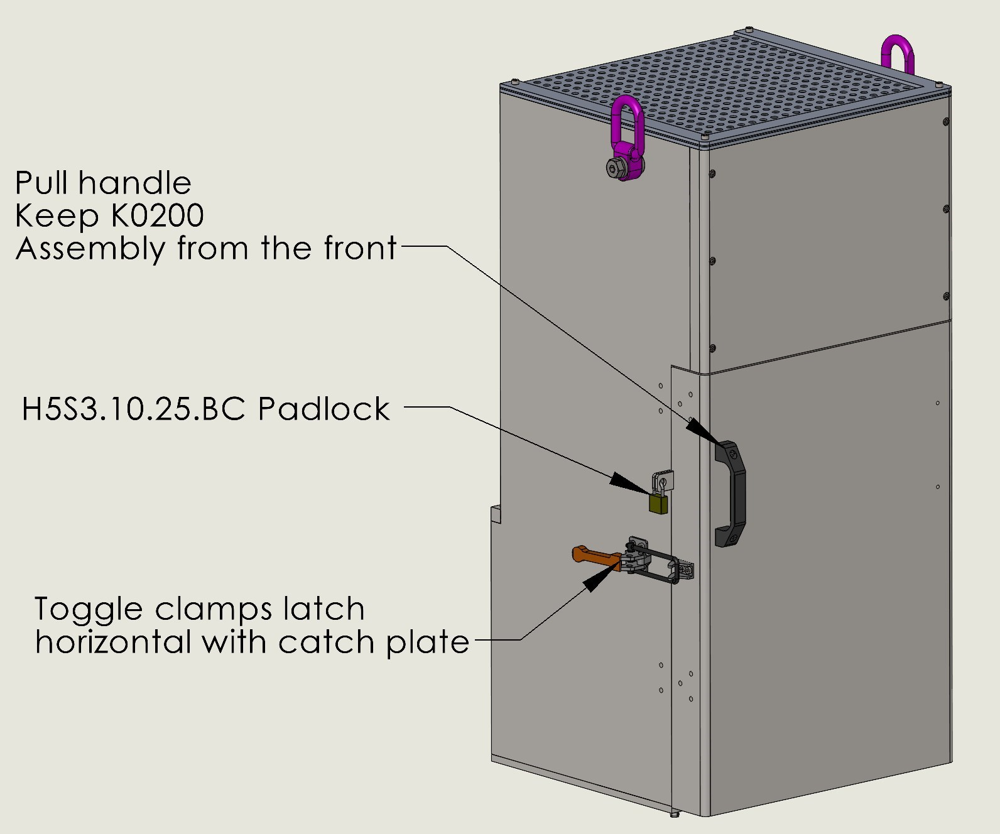 Pull handle
Keep K0200
Assembly from the front
H5S3.10.25.BC Padlock
Toggle clamps latch
horizontal with catch plate